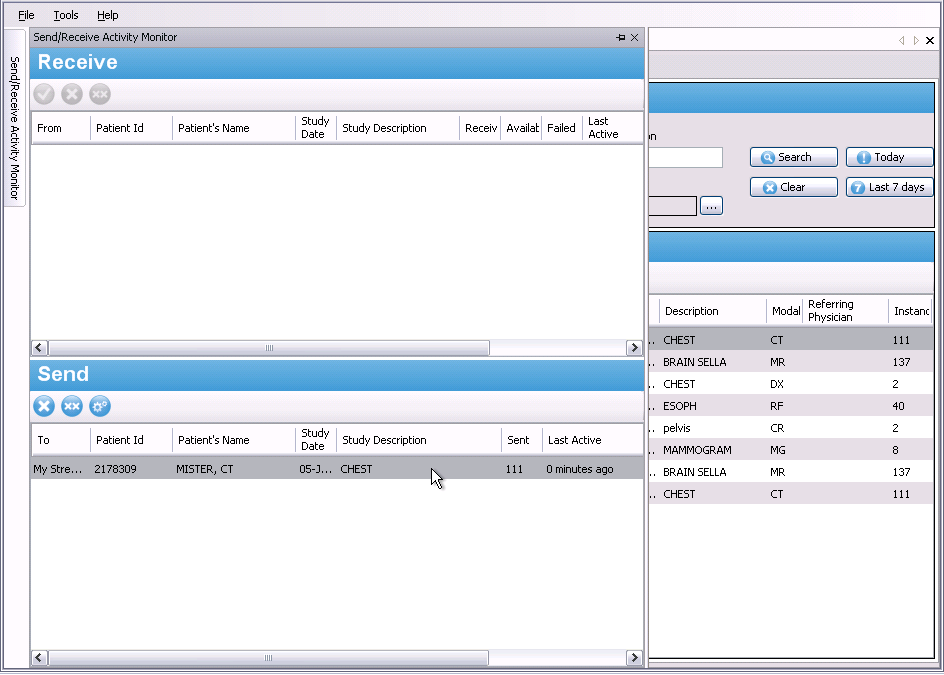 File Tools Help
Send/Receive Activity Monitor
Send/Receive Activity Monitor
Receive
From Patient Id Patient's Name Study Date Study Description Receiv Availat Failed Last Active
Send
To Patient Id Patient's Name Study Date Study Description Sent Last Active
My Stre... 2178309 MISTER, CT 05-J... CHEST 111 0 minutes ago
on
Search Today
Clear 7 Last 7 days
...
Description Modal Referring Physician Instanc
.. CHEST CT 111
.. BRAIN SELLA MR 137
.. CHEST DX 2
.. ESOPH RF 40
.. pelvis CR 2
.. MAMMOGRAM MG 8
.. BRAIN SELLA MR 137
.. CHEST CT 111